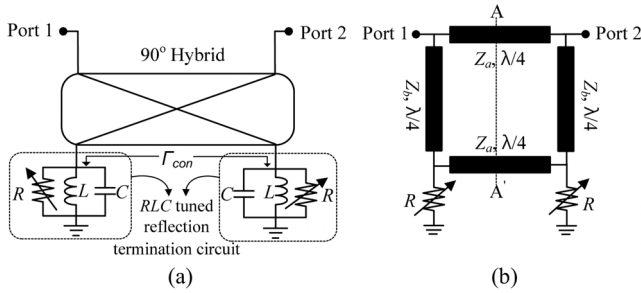 Port 1
Port 2
90° Hybrid
Γcon
R
L
C
C
L
R
RLC tuned
reflection
termination circuit
(a)
A
Port 1
Port 2
Za, λ/4
Zb, λ/4
Zb, λ/4
Za, λ/4
A'
R
R
(b)